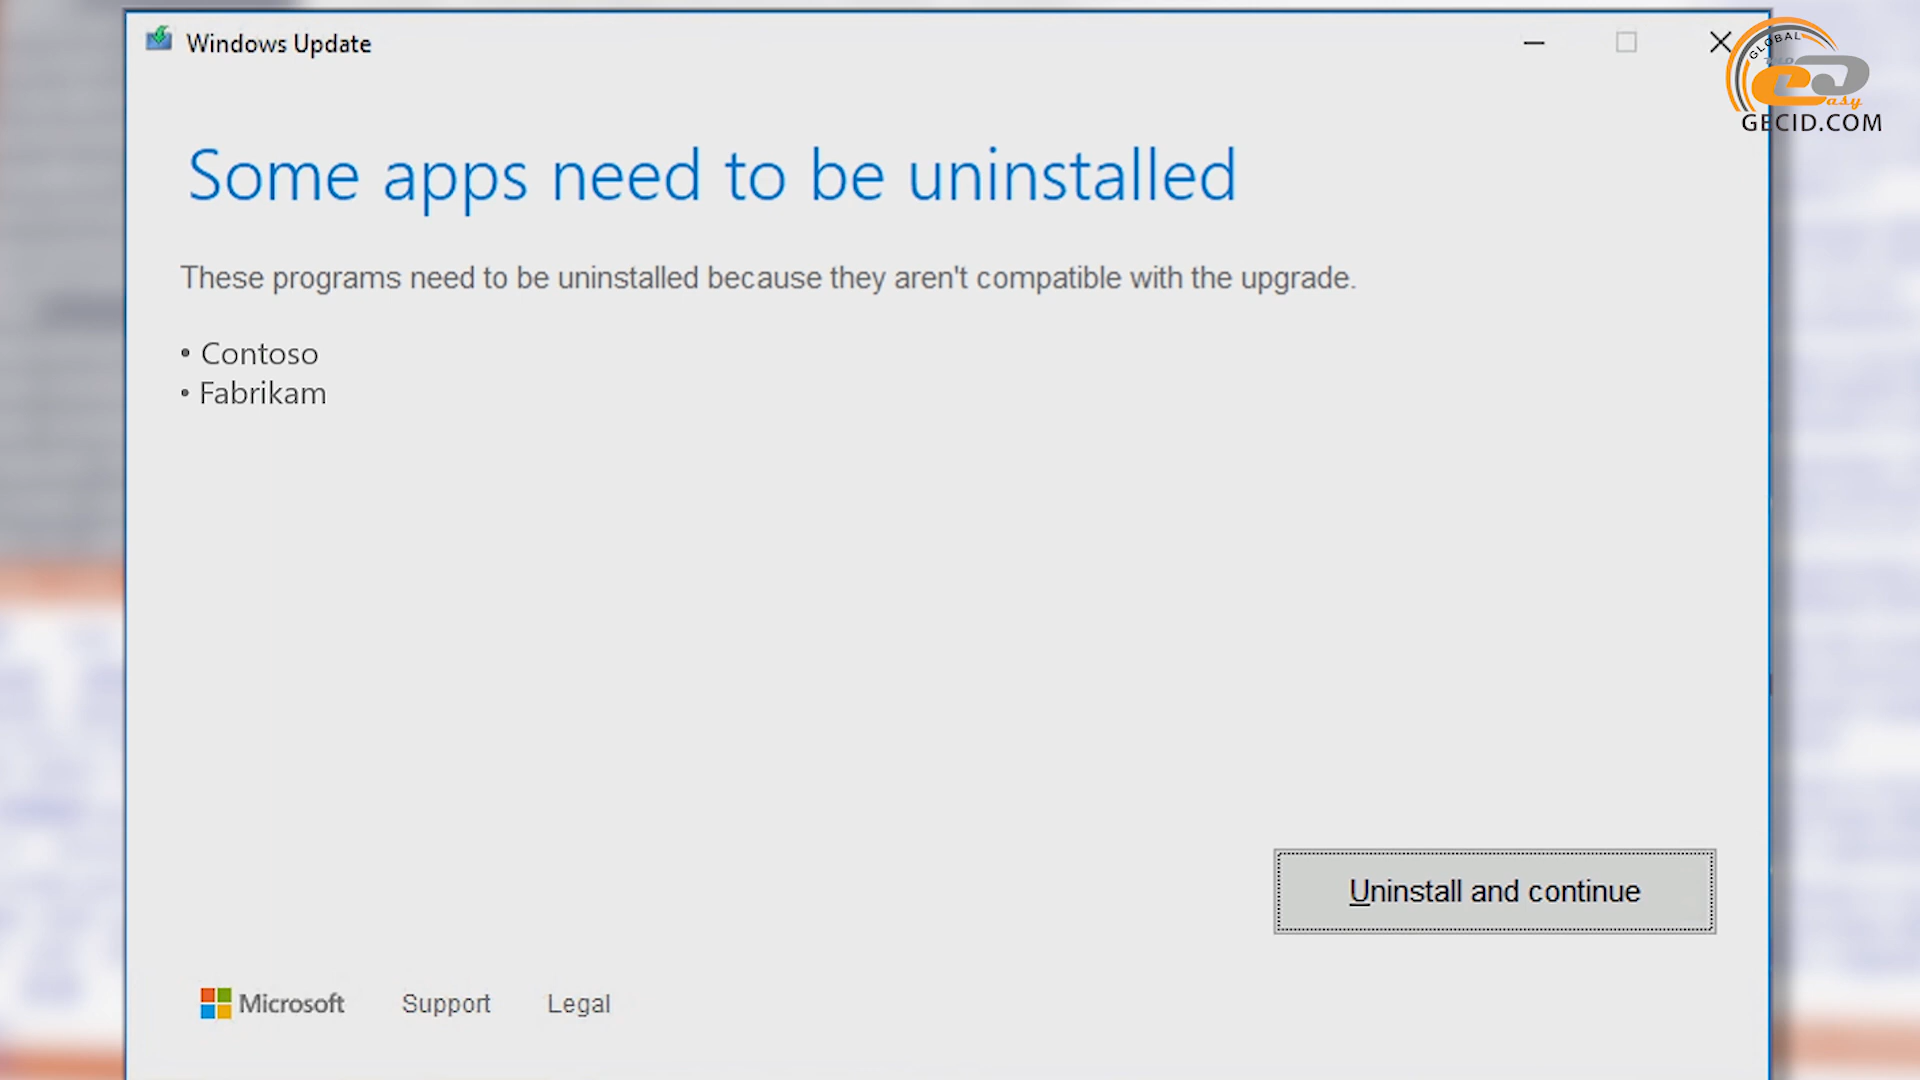 Windows Update
GLOBAL
easy
GECID.COM
Some apps need to be uninstalled
These programs need to be uninstalled because they aren't compatible with the upgrade.
• Contoso
• Fabrikam
Uninstall and continue
Microsoft Support Legal